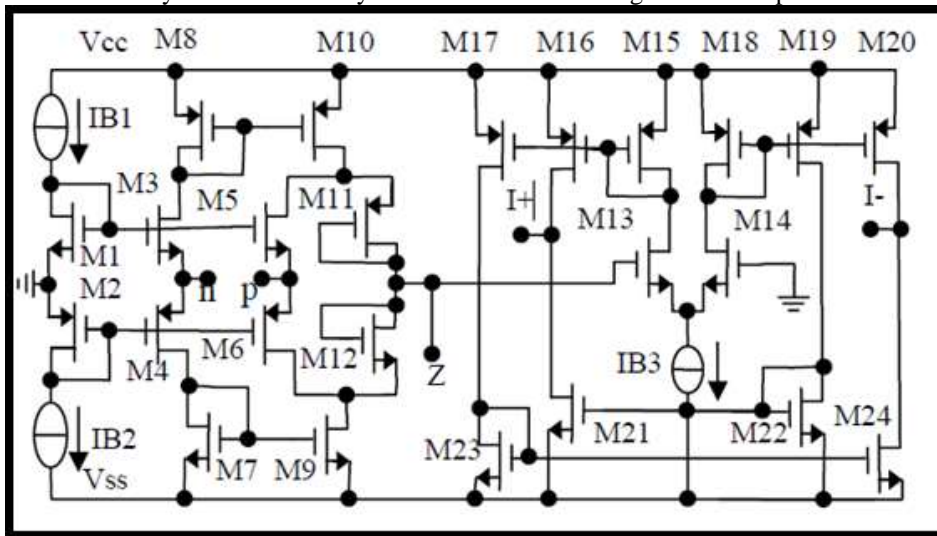 Vcc M8 M10 M17 M16 M15 M18 M19 M20
IB1
M3 M5 M11 I+ M13 M14 I-
M1
M2 n p
M6 M12 Z IB3
M4
IB2 M7 M9 M23 M21 M22 M24
Vss